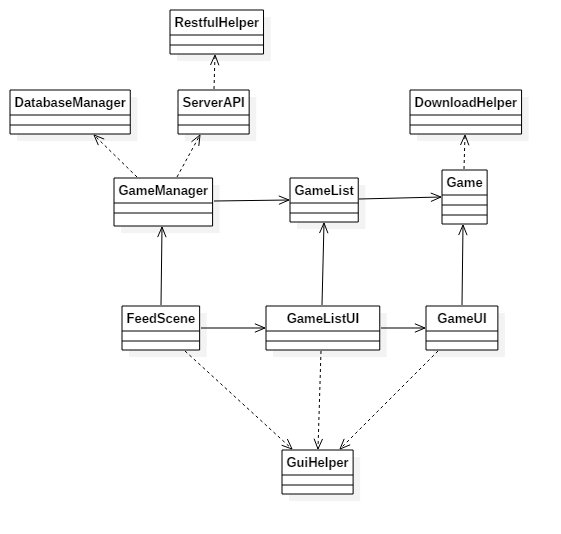 RestfulHelper
DatabaseManager
ServerAPI
DownloadHelper
GameManager
GameList
Game
FeedScene
GameListUI
GameUI
GuiHelper